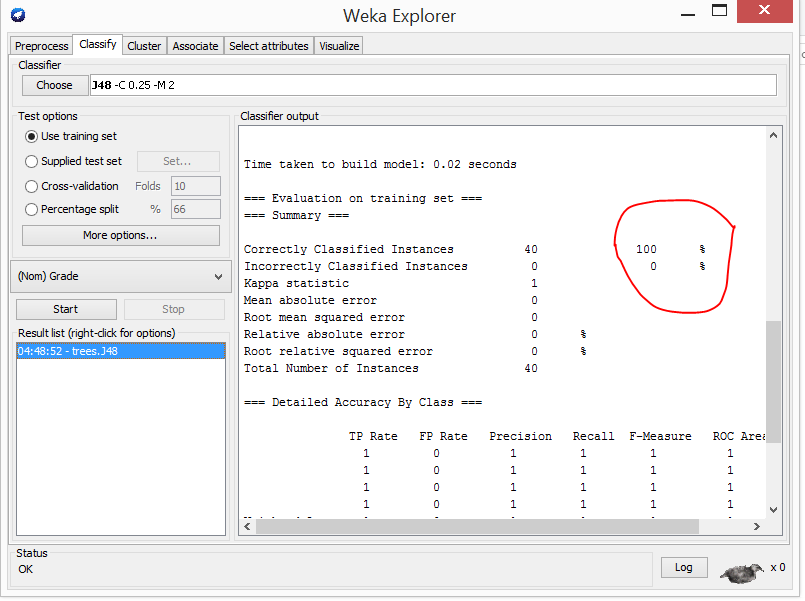 Weka Explorer
Preprocess Classify Cluster Associate Select attributes Visualize
Classifier
Choose J48 -C 0.25 -M 2
Test options
Use training set
Supplied test set Set...
Cross-validation Folds 10
Percentage split % 66
More options...
(Nom) Grade
Start Stop
Result list (right-click for options)
04:48:52 - trees.J48
Classifier output
Time taken to build model: 0.02 seconds
=== Evaluation on training set ===
=== Summary ===
Correctly Classified Instances 40 100 %
Incorrectly Classified Instances 0 0 %
Kappa statistic 1
Mean absolute error 0
Root mean squared error 0
Relative absolute error 0 %
Root relative squared error 0 %
Total Number of Instances 40
=== Detailed Accuracy By Class ===
TP Rate FP Rate Precision Recall F-Measure ROC Area
1 0 1 1 1 1
1 0 1 1 1 1
1 0 1 1 1 1
1 0 1 1 1 1
Status
OK
Log x 0